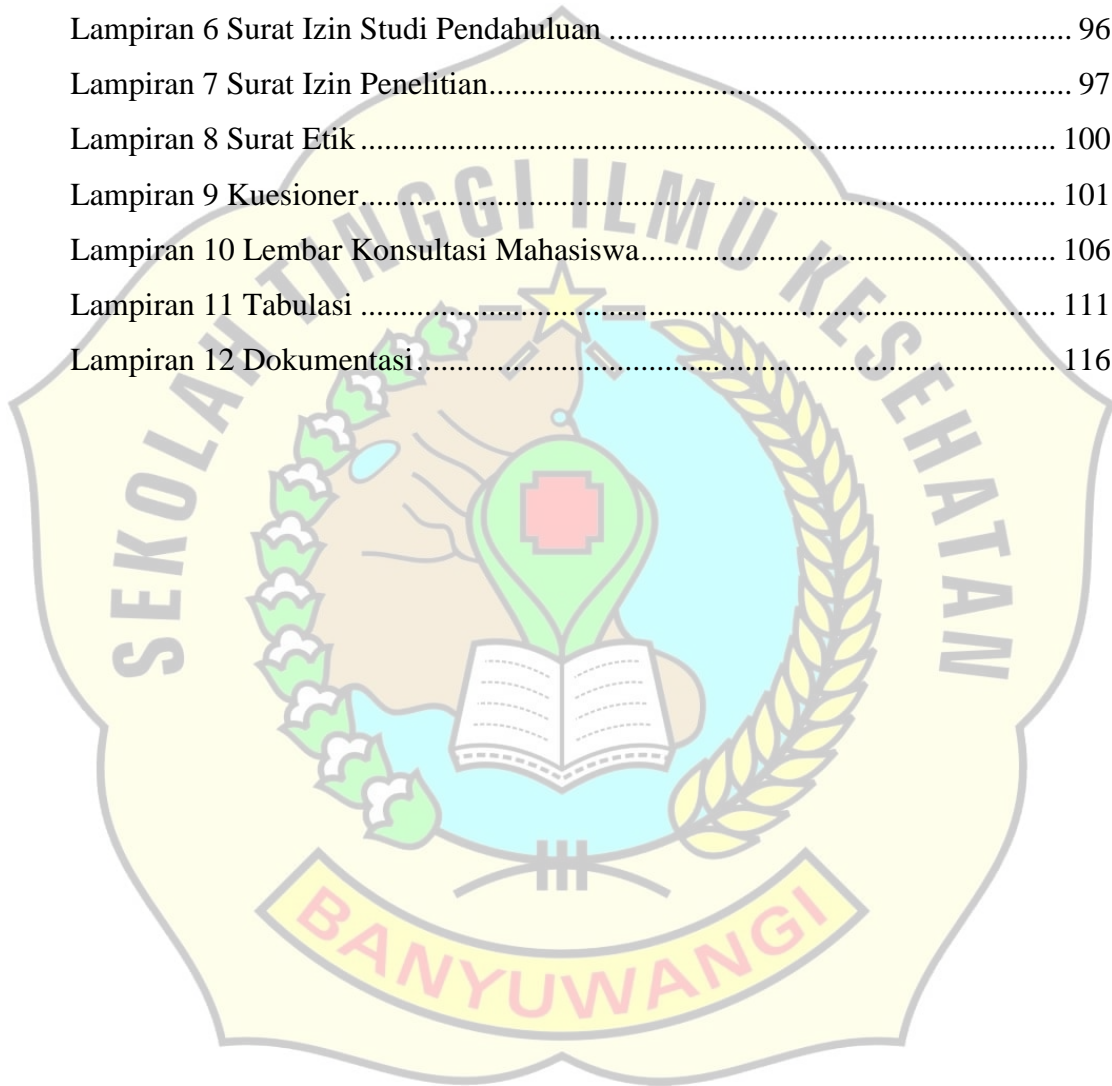 Lampiran 6 Surat Izin Studi Pendahuluan ........................................................ 96
Lampiran 7 Surat Izin Penelitian....................................................................... 97
Lampiran 8 Surat Etik ..................................................................................... 100
Lampiran 9 Kuesioner..................................................................................... 101
Lampiran 10 Lembar Konsultasi Mahasiswa.................................................. 106
Lampiran 11 Tabulasi ..................................................................................... 111
Lampiran 12 Dokumentasi.............................................................................. 116
SEKOLAH TINGGI ILMU KESEHATAN
BANYUWANGI